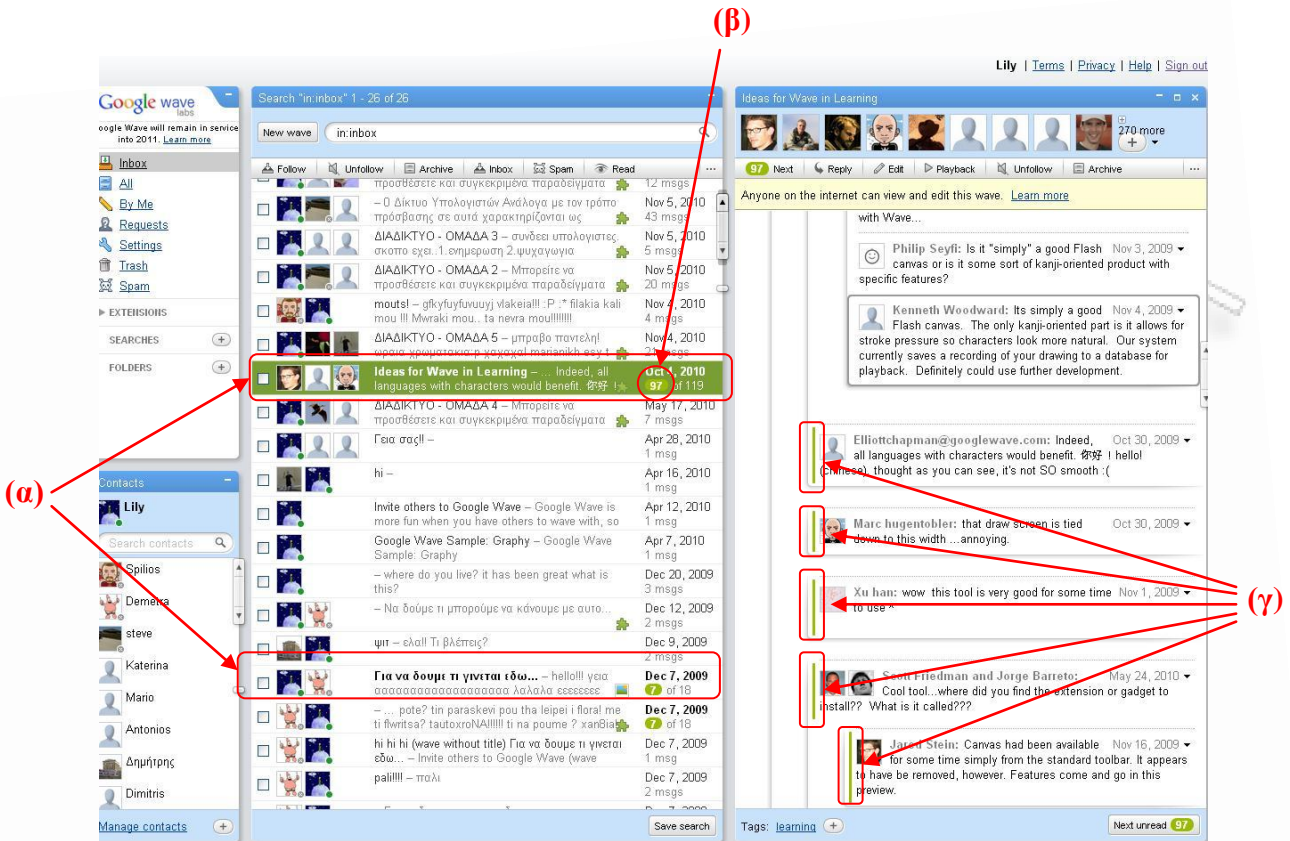 (β)
Lily | Terms | Privacy | Help | Sign out
Google wave
labs
oogle Wave will remain in service
into 2011. Learn more
Inbox
All
By Me
Requests
Settings
Trash
Spam
EXTENSIONS
SEARCHES
FOLDERS
(α)
Contacts
Lily
Search contacts
Spilios
Demetra
steve
Katerina
Mario
Antonios
Δημήτρης
Dimitris
Manage contacts
Search "in:inbox" 1 - 26 of 26
New wave in:inbox
Follow Unfollow Archive Inbox Spam Read ...
προσθέσετε και συγκεκριμένα παραδείγματα 12 msgs
– Ο Δίκτυο Υπολογιστών Ανάλογα με τον τρόπο Nov 5, 2010
πρόσβασης σε αυτά χαρακτηρίζονται ως 43 msgs
ΔΙΑΔΙΚΤΥΟ - ΟΜΑΔΑ 3 – συνδεει υπολογιστες. Nov 5, 2010
σκοπο εχει..1.ενημερωση 2.ψυχαγωγια 5 msgs
ΔΙΑΔΙΚΤΥΟ - ΟΜΑΔΑ 2 – Μπορείτε να Nov 5, 2010
προσθέσετε και συγκεκριμένα παραδείγματα 20 msgs
mouts! – gfkyfuyfuvuuyj vlakeia!!! :P ;* filakia kali Nov 4, 2010
mou !!! Mwraki mou.. ta nevra mou!!!!!!!! 4 msgs
ΔΙΑΔΙΚΤΥΟ - ΟΜΑΔΑ 5 – μπραβο παντελη! Nov 4, 2010
ωραια χρωματακια:p χαχαχα! marianikh esy t 21 msgs
Ideas for Wave in Learning – ... Indeed, all Oct 4, 2010
languages with characters would benefit. 你好 ! 97 of 119
ΔΙΑΔΙΚΤΥΟ - ΟΜΑΔΑ 4 – Μπορείτε να May 17, 2010
προσθέσετε και συγκεκριμένα παραδείγματα 7 msgs
Γεια σας!! – Apr 28, 2010
1 msg
hi – Apr 16, 2010
1 msg
Invite others to Google Wave – Google Wave is Apr 12, 2010
more fun when you have others to wave with, so 1 msg
Google Wave Sample: Graphy – Google Wave Apr 7, 2010
Sample: Graphy 1 msg
– where do you live? it has been great what is Dec 20, 2009
this? 3 msgs
– Να δούμε τι μπορούμε να κάνουμε με αυτο... Dec 12, 2009
2 msgs
ψιτ – ελα!! Τι βλέπεις? Dec 9, 2009
2 msgs
Για να δουμε τι γινεται εδω... – hello!!! γεια Dec 7, 2009
ααααααααααααααααααα λαλαλα εεεεεεεε 7 of 18
– ... pote? tin paraskevi pou tha leipei i flora! me Dec 7, 2009
ti flwritsa? tautoxroNA!!!!!! ti na poume ? xan8ia 7 of 18
hi hi hi (wave without title) Για να δουμε τι γινεται Dec 7, 2009
εδω... – Invite others to Google Wave (wave 1 msg
pali!!!! – παλι Dec 7, 2009
2 msgs
Save search
Ideas for Wave in Learning
270 more
97 Next Reply Edit Playback Unfollow Archive ...
Anyone on the internet can view and edit this wave. Learn more
with Wave...
Philip Seyfi: Is it "simply" a good Flash Nov 3, 2009
canvas or is it some sort of kanji-oriented product with
specific features?
Kenneth Woodward: Its simply a good Nov 4, 2009
Flash canvas. The only kanji-oriented part is it allows for
stroke pressure so characters look more natural. Our system
currently saves a recording of your drawing to a database for
playback. Definitely could use further development.
Elliottchapman@googlewave.com: Indeed, Oct 30, 2009
all languages with characters would benefit. 你好 ! hello!
(chinese), thought as you can see, it's not SO smooth :(
Marc hugentobler: that draw screen is tied Oct 30, 2009
down to this width ...annoying.
Xu han: wow this tool is very good for some time Nov 1, 2009
to use ^
(γ)
Scott Friedman and Jorge Barreto: May 24, 2010
Cool tool...where did you find the extension or gadget to
install?? What is it called???
Jared Stein: Canvas had been available Nov 16, 2009
for some time simply from the standard toolbar. It appears
to have be removed, however. Features come and go in this
preview.
Tags: learning
Next unread 97